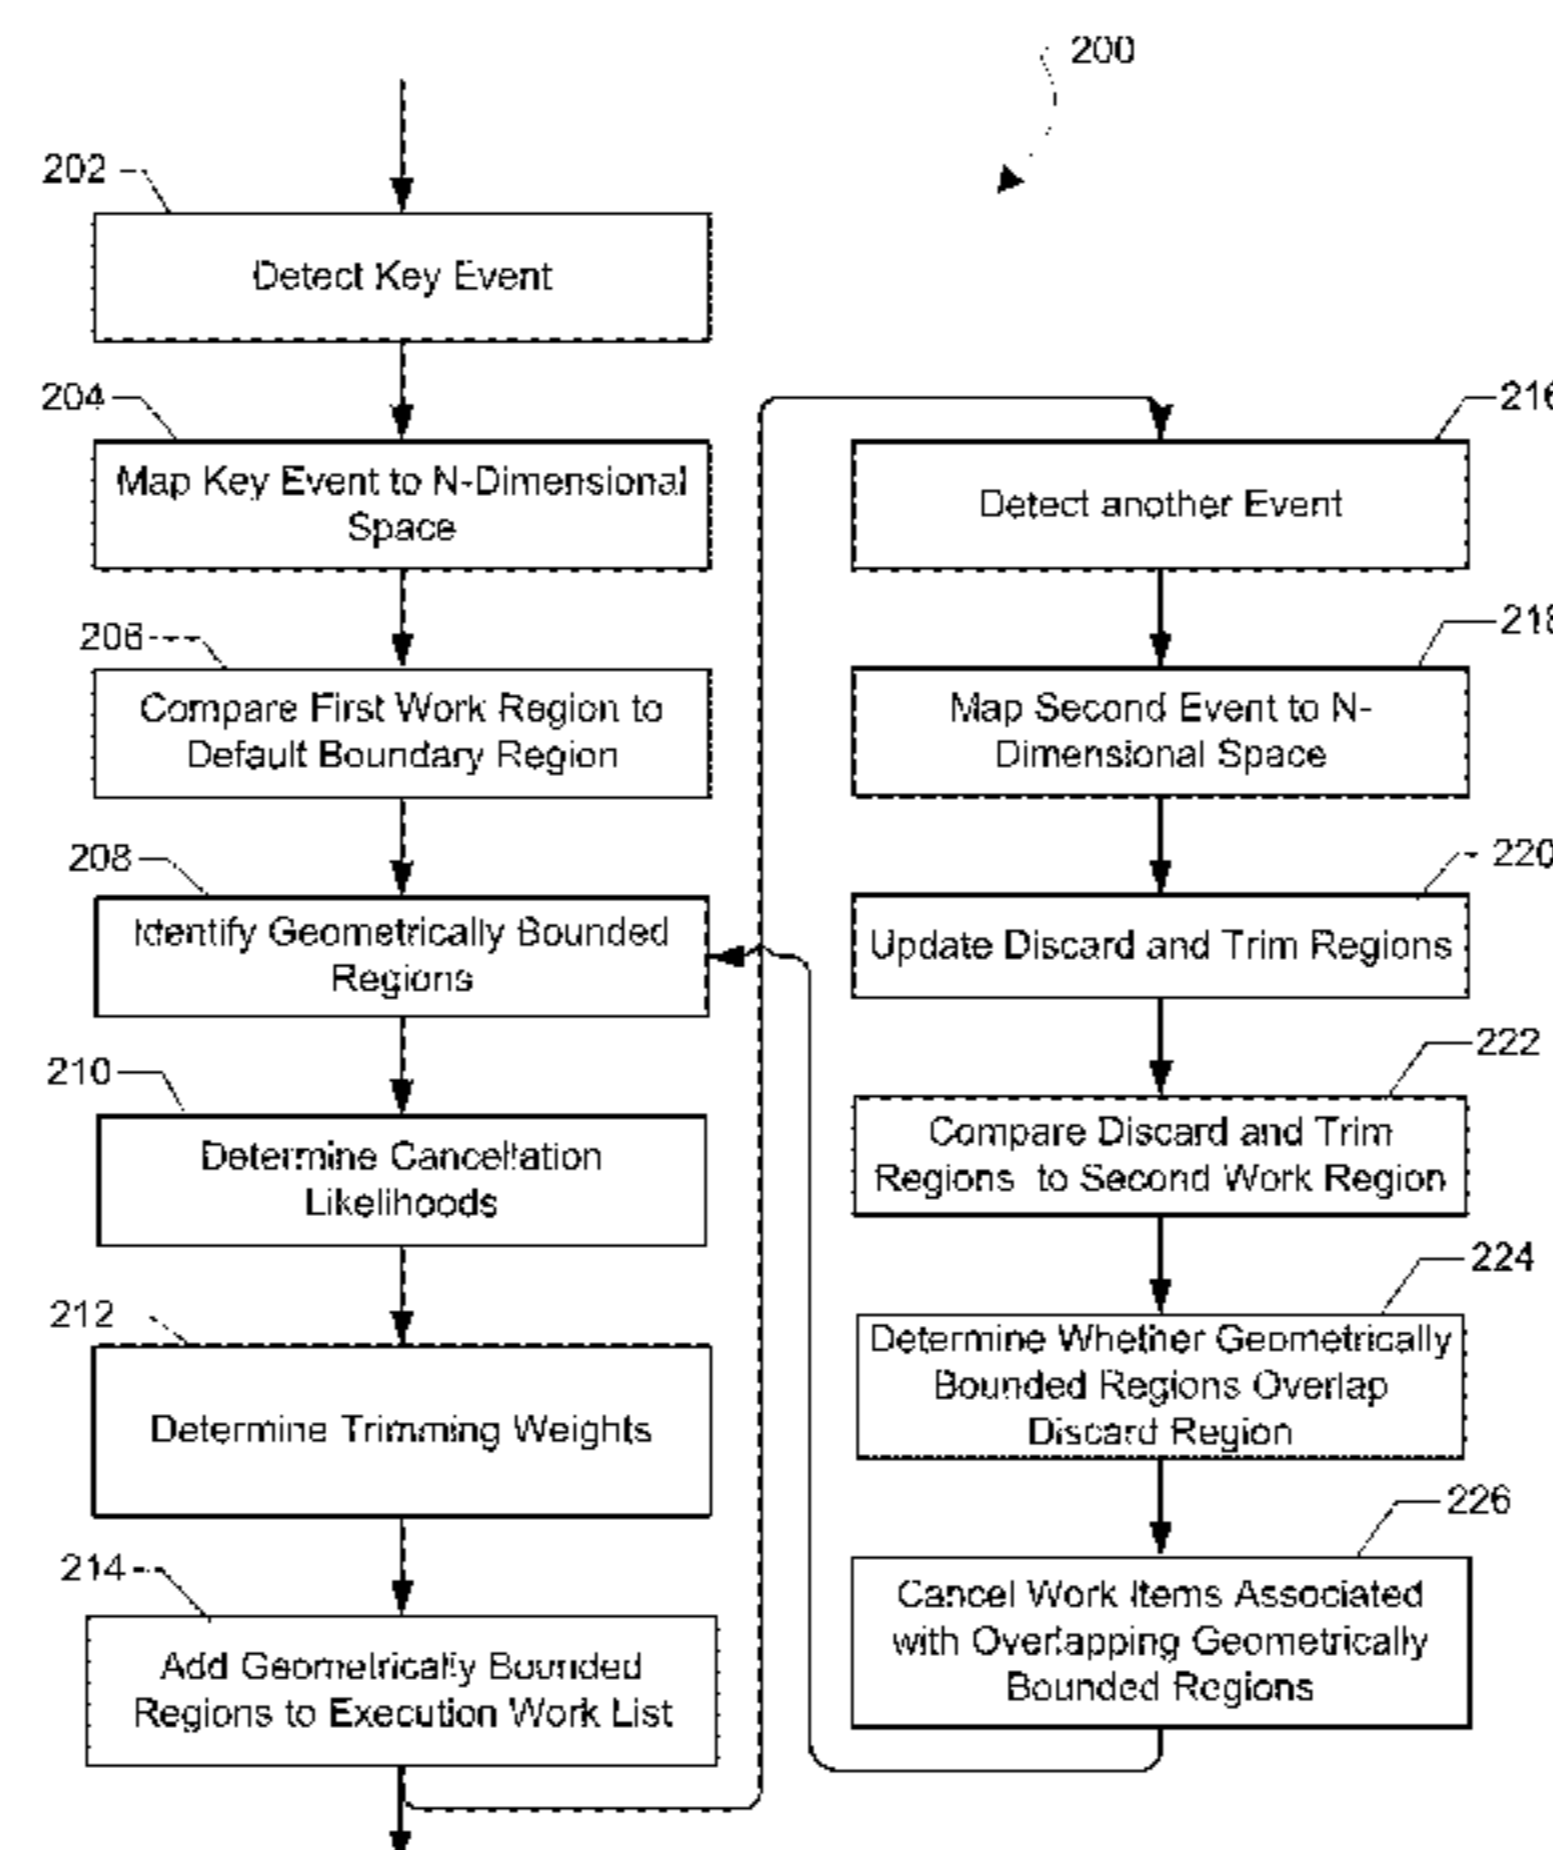 200
202
Detect Key Event
204
Map Key Event to N-Dimensional
Space
206
Compare First Work Region to
Default Boundary Region
208
Identify Geometrically Bounded
Regions
210
Determine Cancellation
Likelihoods
212
Determine Trimming Weights
214
Add Geometrically Bounded
Regions to Execution Work List
216
Detect another Event
218
Map Second Event to N-
Dimensional Space
220
Update Discard and Trim Regions
222
Compare Discard and Trim
Regions to Second Work Region
224
Determine Whether Geometrically
Bounded Regions Overlap
Discard Region
226
Cancel Work Items Associated
with Overlapping Geometrically
Bounded Regions